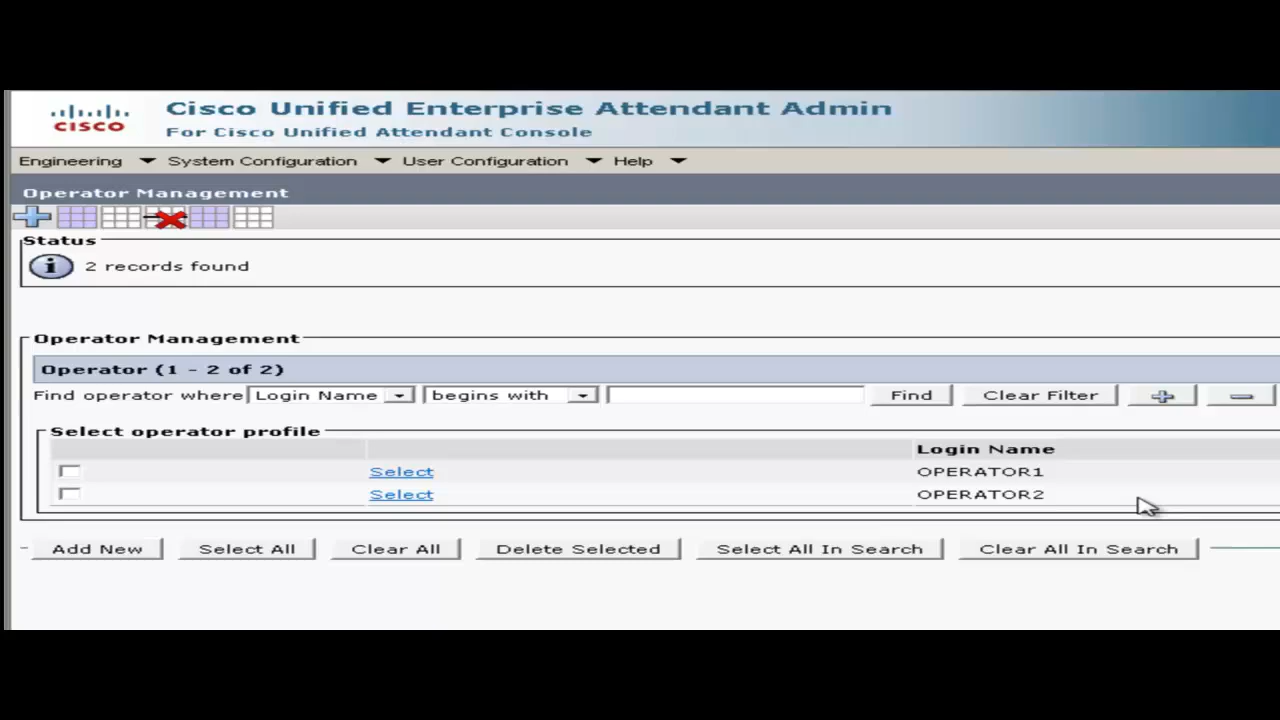 Cisco Unified Enterprise Attendant Admin
CISCO
For Cisco Unified Attendant Console
Engineering System Configuration User Configuration Help
Operator Management
Status
2 records found
Operator Management
Operator (1 - 2 of 2)
Find operator where Login Name begins with Find Clear Filter
Select operator profile
Login Name
Select OPERATOR1
Select OPERATOR2
Add New Select All Clear All Delete Selected Select All In Search Clear All In Search